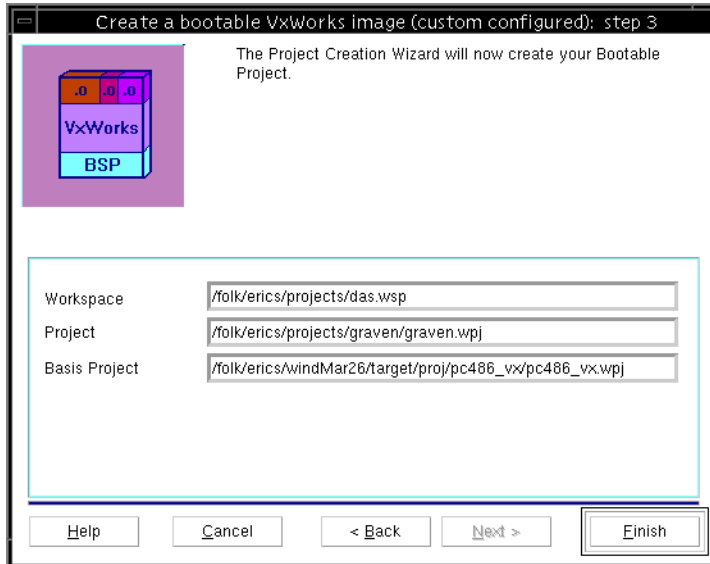 Create a bootable VxWorks image (custom configured): step 3
The Project Creation Wizard will now create your Bootable
Project.
.0 .0 .0
VxWorks
BSP
Workspace /folk/erics/projects/das.wsp
Project /folk/erics/projects/graven/graven.wpj
Basis Project /folk/erics/windMar26/target/proj/pc486_vx/pc486_vx.wpj
Help Cancel < Back Next > Finish